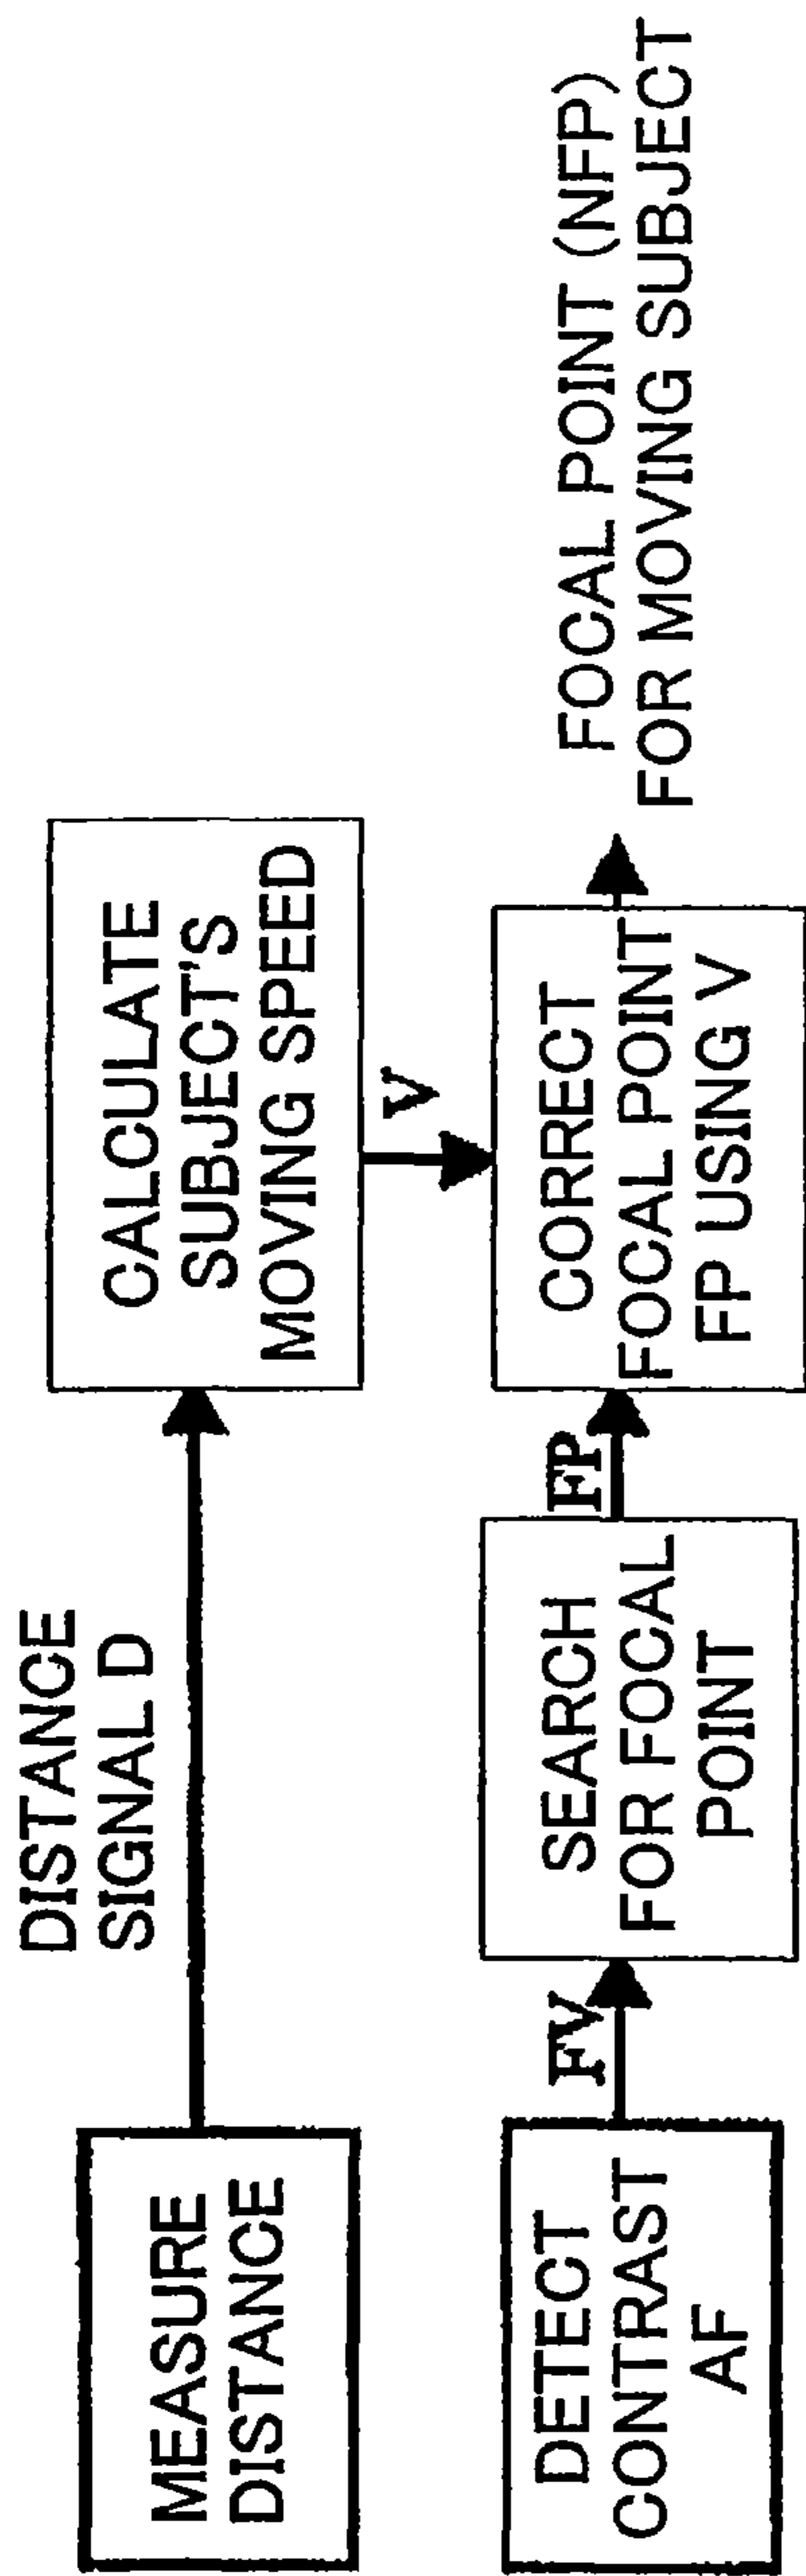 MEASURE
DISTANCE
DISTANCE
SIGNAL D
CALCULATE
SUBJECT'S
MOVING SPEED
V
DETECT
CONTRAST
AF
FV
SEARCH
FOR FOCAL
POINT
FP
CORRECT
FOCAL POINT
FP USING V
FOCAL POINT (NFP)
FOR MOVING SUBJECT